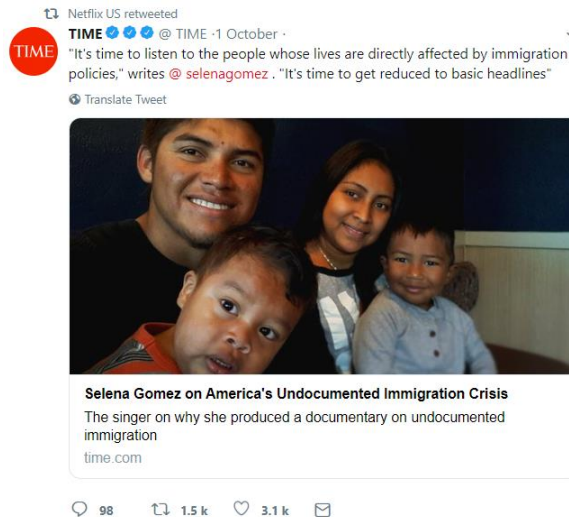 Netflix US retweeted
TIME
TIME @ TIME ·1 October ·
"It's time to listen to the people whose lives are directly affected by immigration
policies," writes @ selenagomez . "It's time to get reduced to basic headlines"
Translate Tweet
Selena Gomez on America's Undocumented Immigration Crisis
The singer on why she produced a documentary on undocumented
immigration
time.com
98 1.5 k 3.1 k